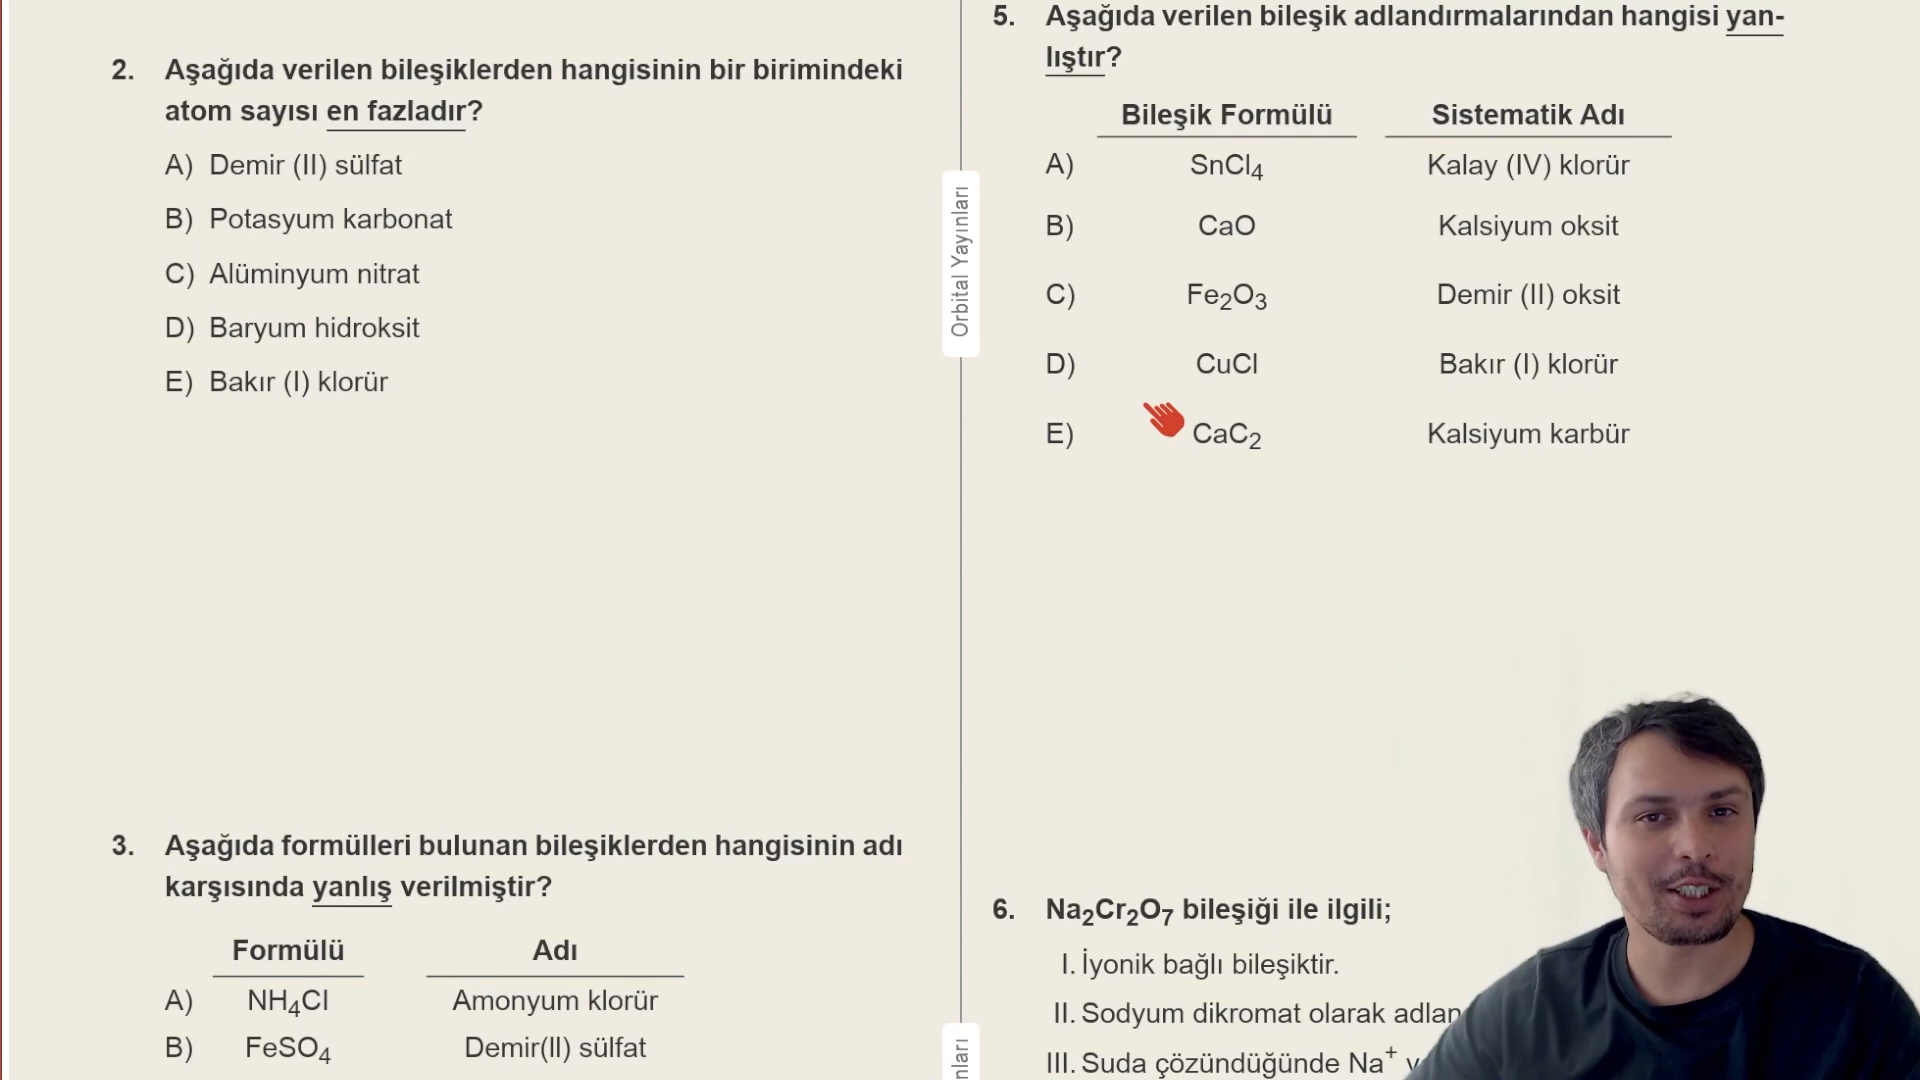 2. Aşağıda verilen bileşiklerden hangisinin bir birimindeki
atom sayısı en fazladır?
A) Demir (II) sülfat
B) Potasyum karbonat
C) Alüminyum nitrat
D) Baryum hidroksit
E) Bakır (I) klorür
3. Aşağıda formülleri bulunan bileşiklerden hangisinin adı
karşısında yanlış verilmiştir?
Formülü Adı
A) NH₄Cl Amonyum klorür
B) FeSO₄ Demir(II) sülfat
Orbital Yayınları
nları
5. Aşağıda verilen bileşik adlandırmalarından hangisi yan-
lıştır?
Bileşik Formülü Sistematik Adı
A) SnCl₄ Kalay (IV) klorür
B) CaO Kalsiyum oksit
C) Fe₂O₃ Demir (II) oksit
D) CuCl Bakır (I) klorür
E) CaC₂ Kalsiyum karbür
6. Na₂Cr₂O₇ bileşiği ile ilgili;
I. İyonik bağlı bileşiktir.
II. Sodyum dikromat olarak adlan
III. Suda çözündüğünde Na⁺